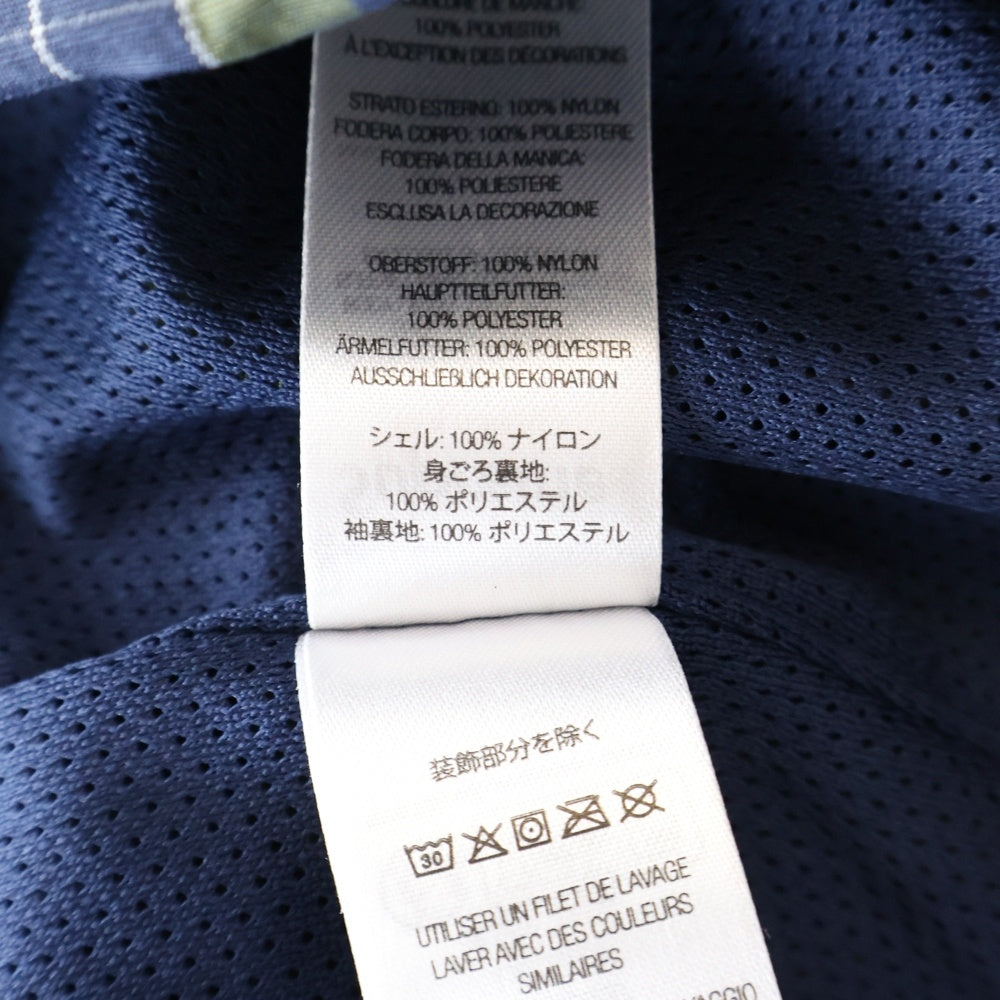 DOUBLURE DE MANCHE
100% POLYESTER
À L'EXCEPTION DES DÉCORATIONS.
STRATO ESTERNO: 100% NYLON
FODERA CORPO: 100% POLIESTERE
FODERA DELLA MANICA:
100% POLIESTERE
ESCLUSA LA DECORAZIONE
OBERSTOFF: 100% NYLON
HAUPTTEILFUTTER:
100% POLYESTER
ÄRMELFUTTER: 100% POLYESTER
AUSSCHLIEßLICH DEKORATION
シェル: 100% ナイロン
身ごろ裏地:
100% ポリエステル
袖裏地: 100% ポリエステル
装飾部分を除く
30
UTILISER UN FILET DE LAVAGE
LAVER AVEC DES COULEURS
SIMILAIRES